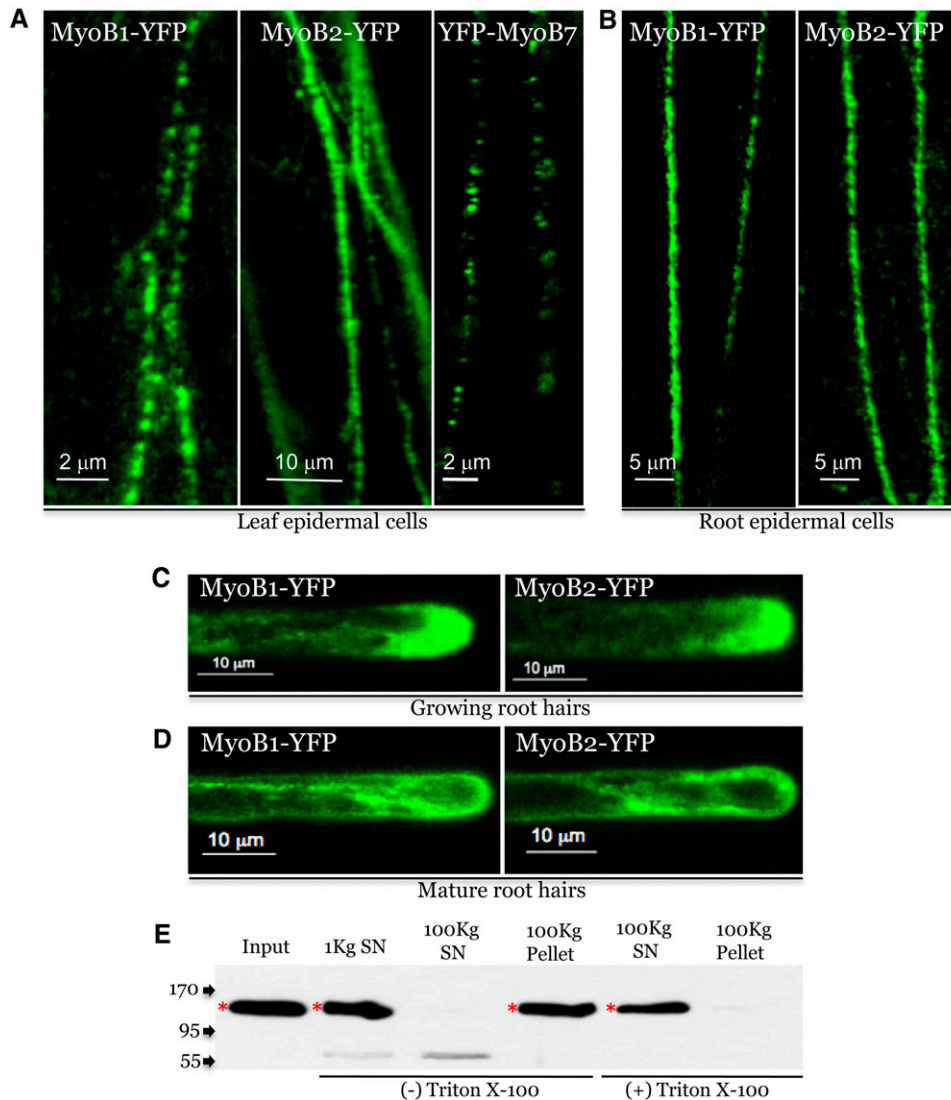 A
MyoB1-YFP
MyoB2-YFP
YFP-MyoB7
2 μm
10 μm
2 μm
Leaf epidermal cells
B
MyoB1-YFP
MyoB2-YFP
5 μm
5 μm
Root epidermal cells
C
MyoB1-YFP
MyoB2-YFP
10 μm
10 μm
Growing root hairs
D
MyoB1-YFP
MyoB2-YFP
10 μm
10 μm
Mature root hairs
E
Input
1Kg SN
100Kg
SN
100Kg
Pellet
100Kg
SN
100Kg
Pellet
170
95
55
*
*
*
*
(-) Triton X-100
(+) Triton X-100